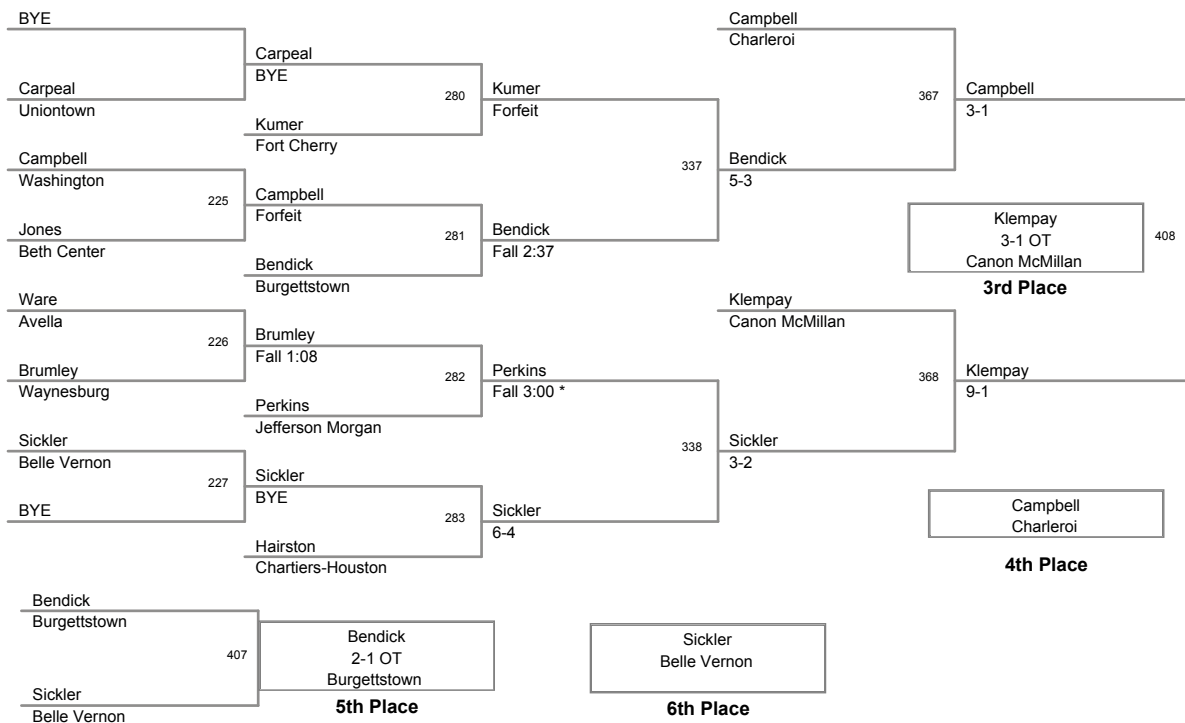 BYE
Carpeal
Uniontown
Campbell
Washington
225
Jones
Beth Center
Ware
Avella
226
Brumley
Waynesburg
Sickler
Belle Vernon
227
BYE
Carpeal
BYE
280
Kumer
Fort Cherry
Campbell
Forfeit
281
Bendick
Burgettstown
Brumley
Fall 1:08
282
Perkins
Jefferson Morgan
Sickler
BYE
283
Hairston
Chartiers-Houston
Kumer
Forfeit
337
Bendick
Fall 2:37
Perkins
Fall 3:00 *
338
Sickler
6-4
Campbell
Charleroi
367
Bendick
5-3
Klempay
Canon McMillan
368
Sickler
3-2
Campbell
3-1
Klempay
3-1 OT
Canon McMillan
408
3rd Place
Klempay
9-1
Campbell
Charleroi
4th Place
Bendick
Burgettstown
407
Sickler
Belle Vernon
Bendick
2-1 OT
Burgettstown
5th Place
Sickler
Belle Vernon
6th Place